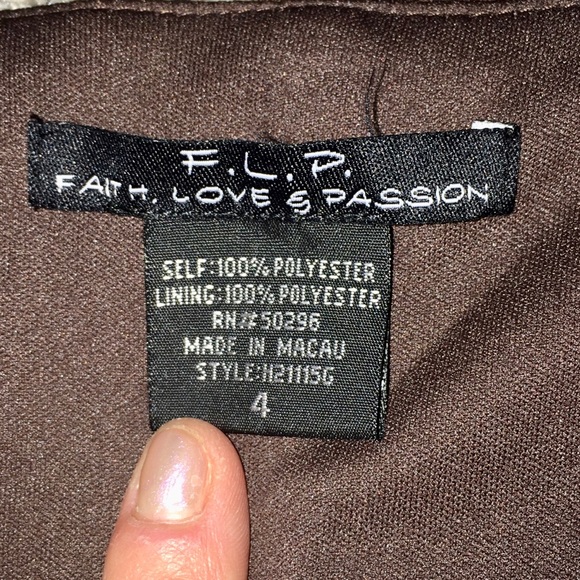 F.L.P.
FAITH, LOVE & PASSION
SELF:100% POLYESTER
LINING:100% POLYESTER
RN#50296
MADE IN MACAU
STYLE:1121115G
4